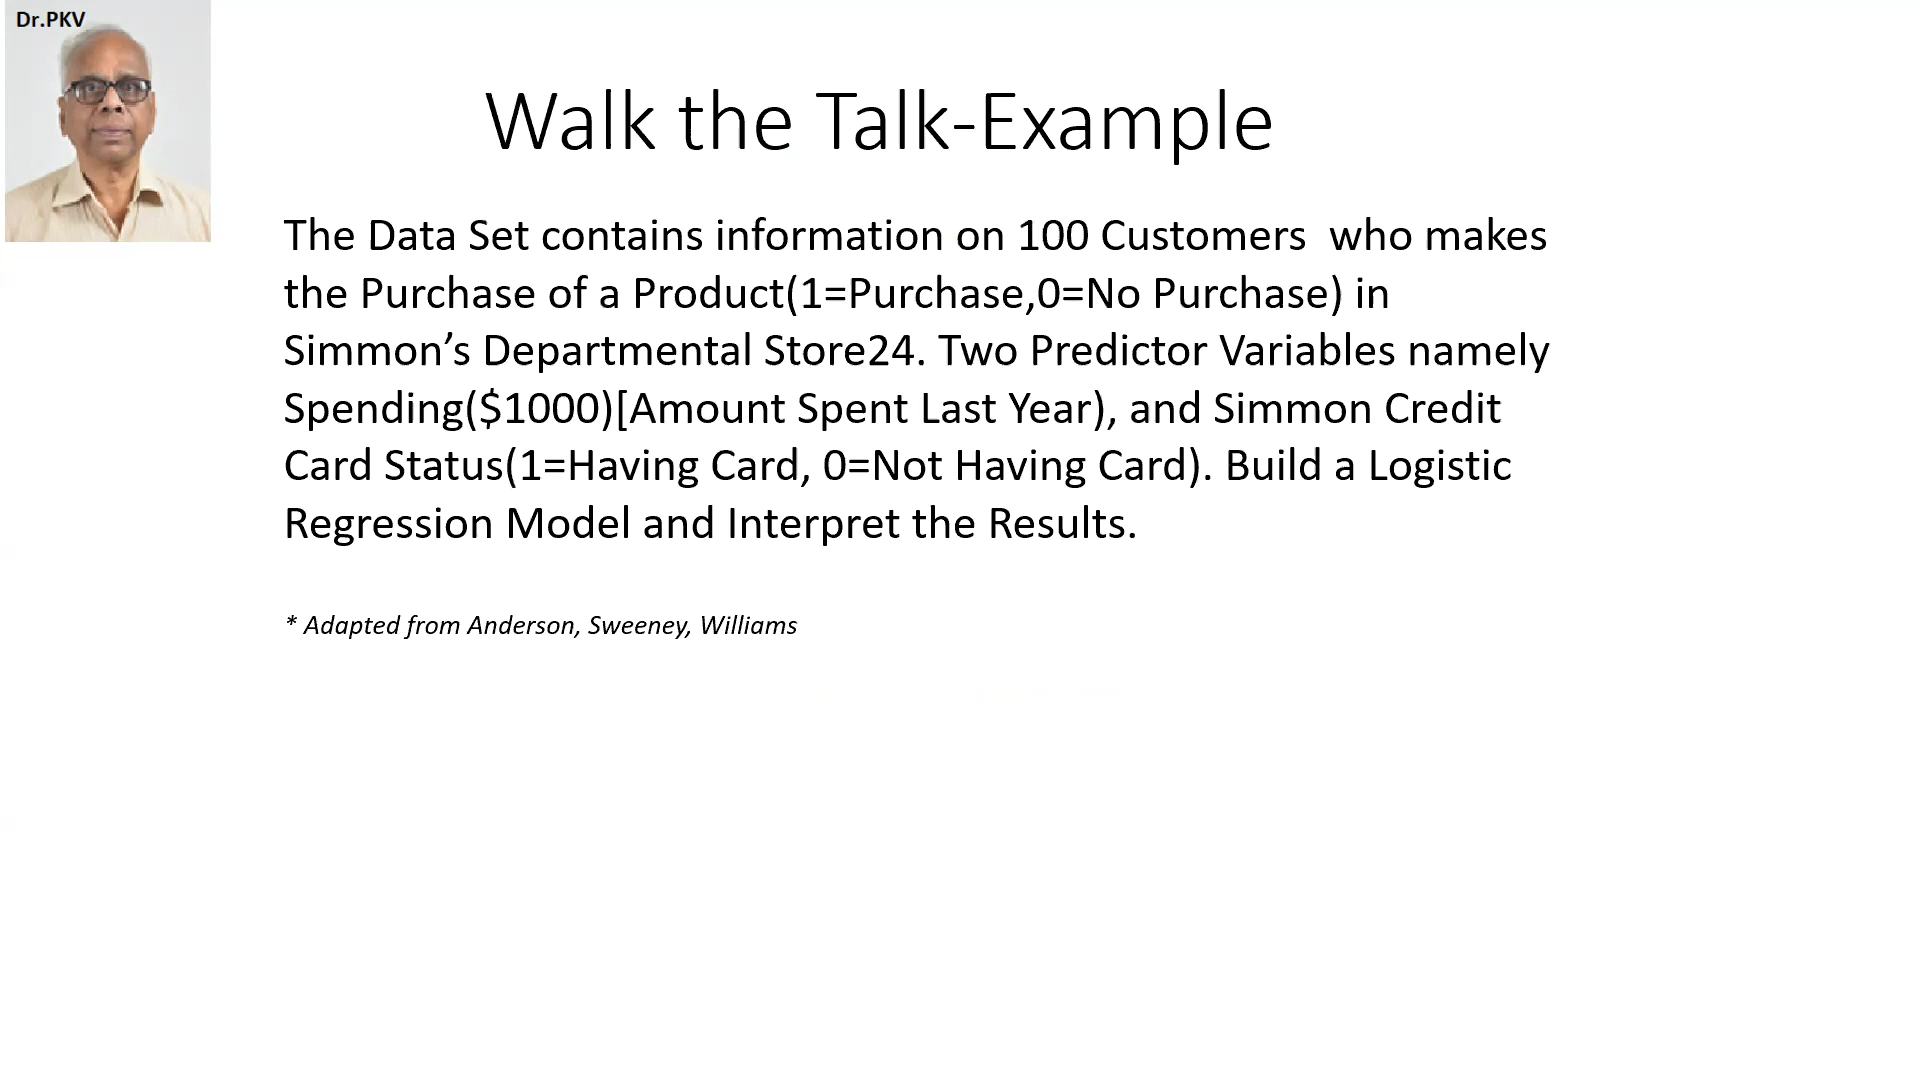 Dr.PKV
Walk the Talk-Example
The Data Set contains information on 100 Customers  who makes
the Purchase of a Product(1=Purchase,0=No Purchase) in
Simmon’s Departmental Store24. Two Predictor Variables namely
Spending($1000)[Amount Spent Last Year), and Simmon Credit
Card Status(1=Having Card, 0=Not Having Card). Build a Logistic
Regression Model and Interpret the Results.
* Adapted from Anderson, Sweeney, Williams